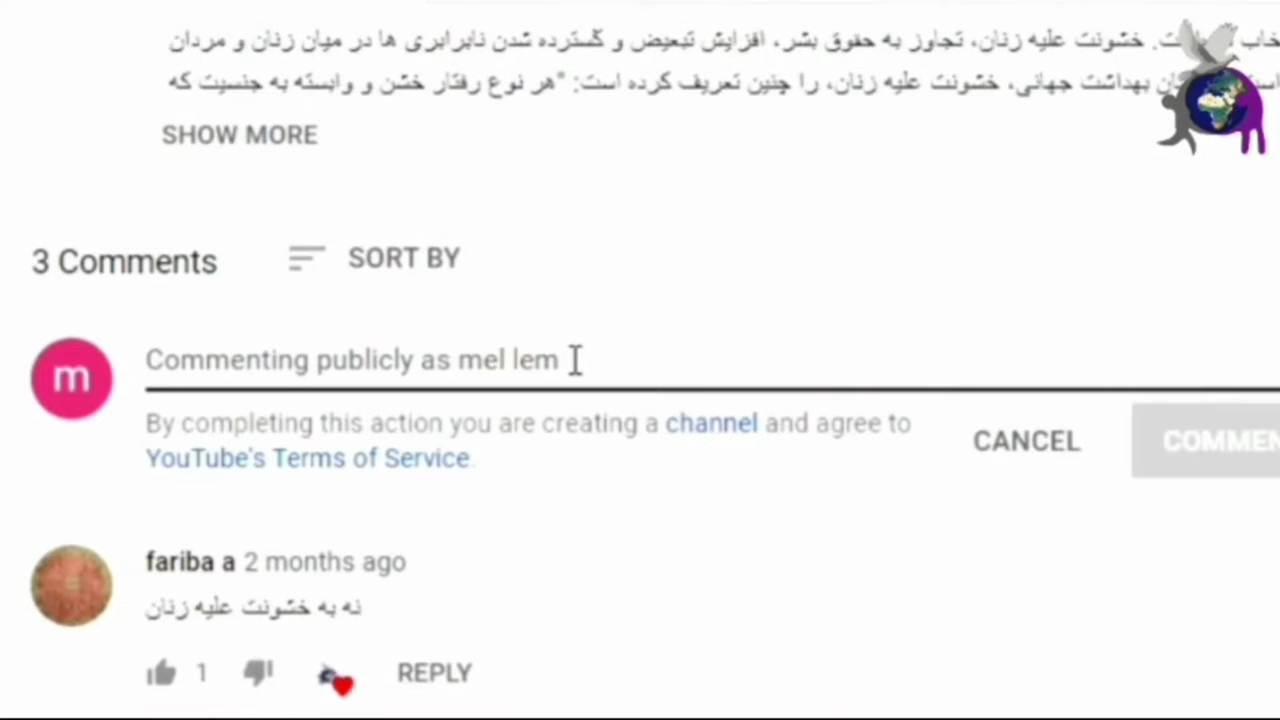 خشونت علیه زنان، تجاوز به حقوق بشر، افزایش تبعیض و گسترده شدن نابرابری ها در میان زنان و مردان
بهداشت جهانی، خشونت علیه زنان، را چنین تعریف کرده است: "هر نوع رفتار خشن و وابسته به جنسیت که
SHOW MORE
3 Comments
SORT BY
m
Commenting publicly as mel lem
By completing this action you are creating a channel and agree to
YouTube's Terms of Service.
CANCEL
fariba a 2 months ago
نه به خشونت علیه زنان
1
REPLY